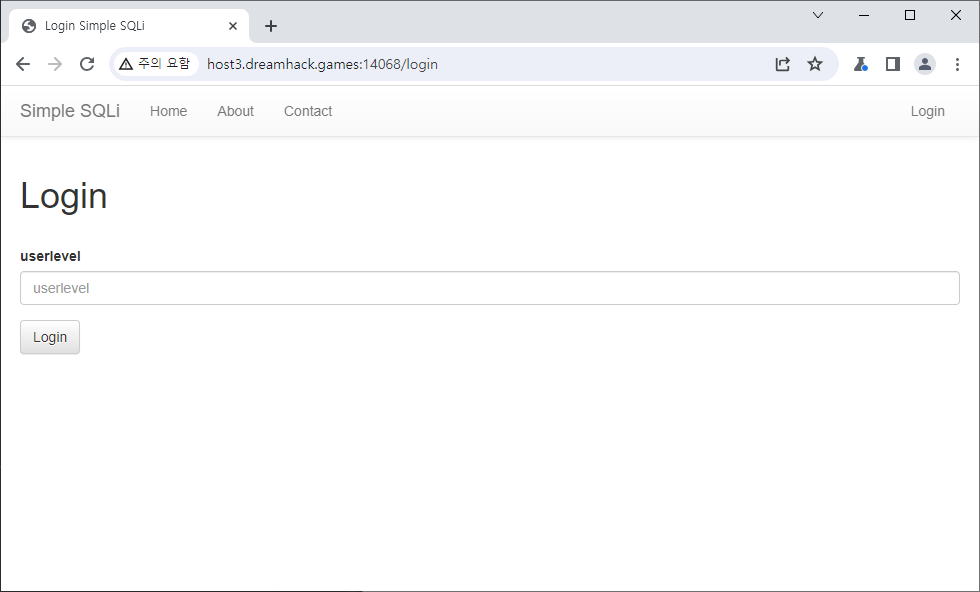 Login Simple SQLi
주의 요함 host3.dreamhack.games:14068/login
Simple SQLi Home About Contact Login
Login
userlevel
userlevel
Login